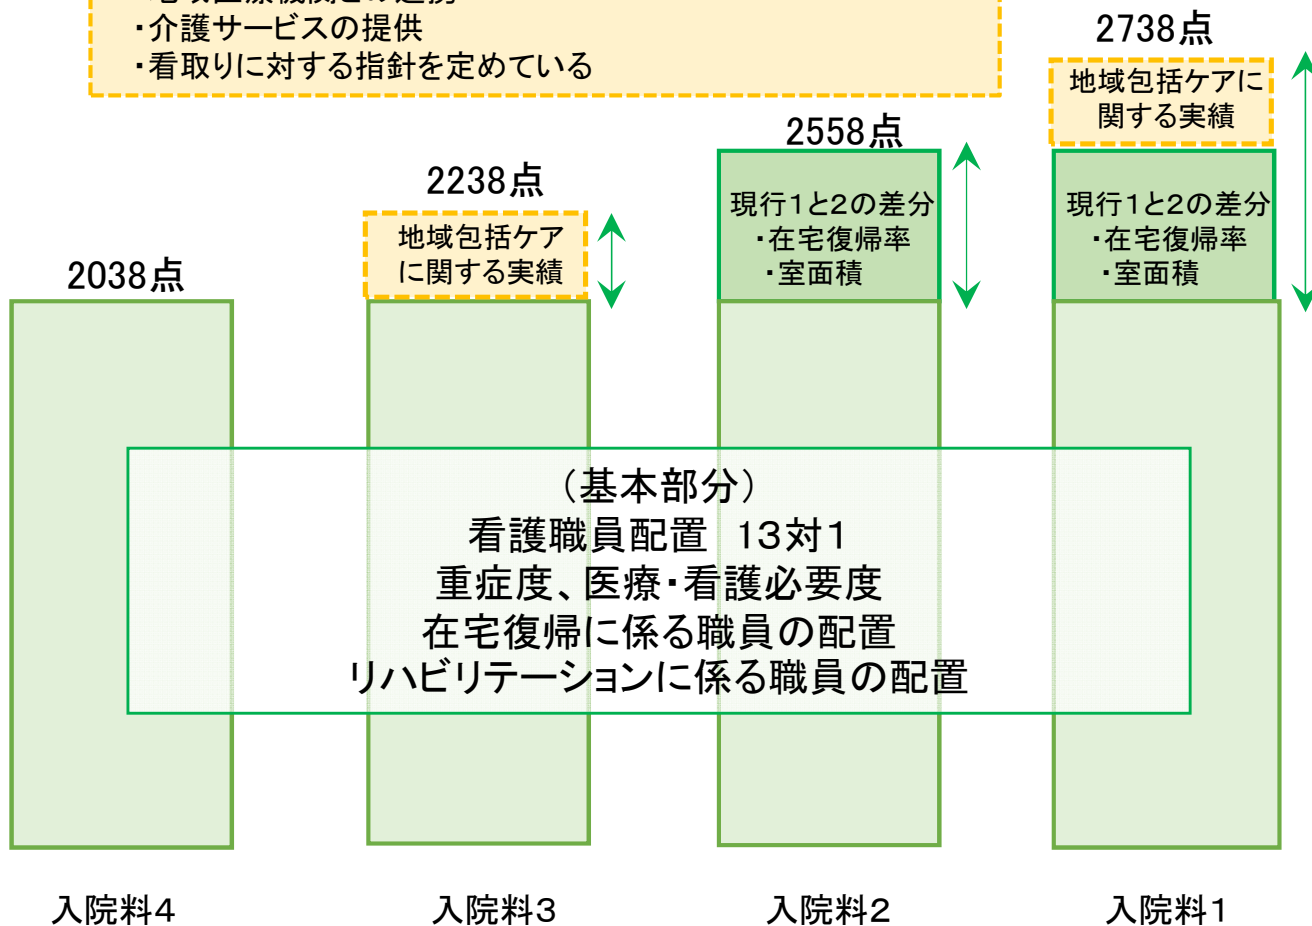 ・介護サービスの提供
・看取りに対する指針を定めている
2738点
地域包括ケアに
関する実績
2558点
現行1と2の差分
・在宅復帰率
・室面積
現行1と2の差分
・在宅復帰率
・室面積
2238点
地域包括ケア
に関する実績
2038点
（基本部分）
看護職員配置 13対1
重症度、医療・看護必要度
在宅復帰に係る職員の配置
リハビリテーションに係る職員の配置
入院料4
入院料3
入院料2
入院料1